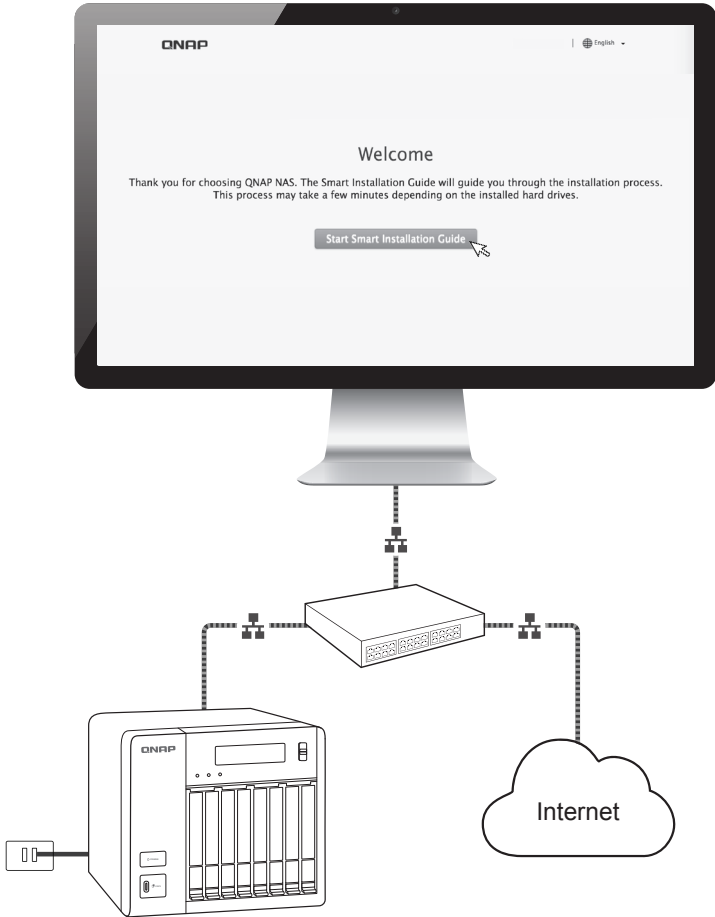 QNAP
English
Welcome
Thank you for choosing QNAP NAS. The Smart Installation Guide will guide you through the installation process.
This process may take a few minutes depending on the installed hard drives.
Start Smart Installation Guide
QNAP
Internet